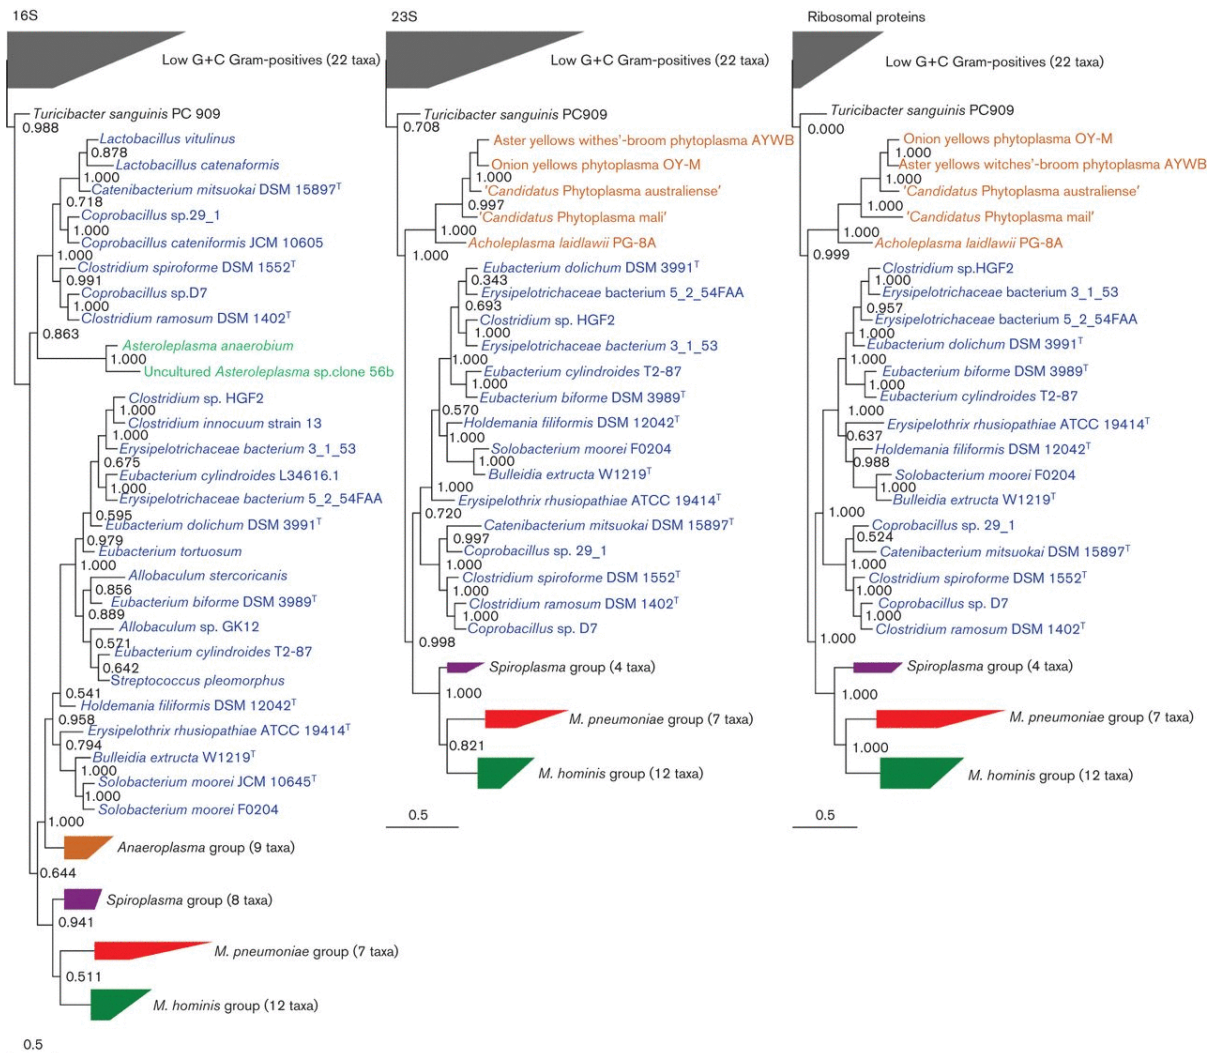 16S
Low G+C Gram-positives (22 taxa)
Turicibacter sanguinis PC 909
0.988
Lactobacillus vitulinus
0.878
Lactobacillus catenaformis
1.000
Catenibacterium mitsuokai DSM 15897T
0.718
Coprobacillus sp.29_1
1.000
Coprobacillus cateniformis JCM 10605
1.000
Clostridium spiroforme DSM 1552T
0.991
Coprobacillus sp.D7
1.000
Clostridium ramosum DSM 1402T
0.863
Asteroleplasma anaerobium
1.000
Uncultured Asteroleplasma sp.clone 56b
Clostridium sp. HGF2
1.000
Clostridium innocuum strain 13
1.000
Erysipelotrichaceae bacterium 3_1_53
0.675
Eubacterium cylindroides L34616.1
1.000
Erysipelotrichaceae bacterium 5_2_54FAA
0.595
Eubacterium dolichum DSM 3991T
0.979
Eubacterium tortuosum
1.000
Allobaculum stercoricanis
0.856
Eubacterium biforme DSM 3989T
0.889
Allobaculum sp. GK12
0.571
Eubacterium cylindroides T2-87
0.642
Streptococcus pleomorphus
0.541
Holdemania filiformis DSM 12042T
0.958
Erysipelothrix rhusiopathiae ATCC 19414T
0.794
Bulleidia extructa W1219T
1.000
Solobacterium moorei JCM 10645T
1.000
Solobacterium moorei F0204
1.000
Anaeroplasma group (9 taxa)
0.644
Spiroplasma group (8 taxa)
0.941
M. pneumoniae group (7 taxa)
0.511
M. hominis group (12 taxa)
0.5
23S
Low G+C Gram-positives (22 taxa)
Turicibacter sanguinis PC909
0.708
Aster yellows withes'-broom phytoplasma AYWB
Onion yellows phytoplasma OY-M
1.000
'Candidatus Phytoplasma australiense'
0.997
'Candidatus Phytoplasma mali'
1.000
Acholeplasma laidlawii PG-8A
1.000
Eubacterium dolichum DSM 3991T
0.343
Erysipelotrichaceae bacterium 5_2_54FAA
0.693
Clostridium sp. HGF2
1.000
Erysipelotrichaceae bacterium 3_1_53
1.000
Eubacterium cylindroides T2-87
1.000
Eubacterium biforme DSM 3989T
0.570
Holdemania filiformis DSM 12042T
1.000
Solobacterium moorei F0204
1.000
Bulleidia extructa W1219T
1.000
Erysipelothrix rhusiopathiae ATCC 19414T
0.720
Catenibacterium mitsuokai DSM 15897T
0.997
Coprobacillus sp. 29_1
1.000
Clostridium spiroforme DSM 1552T
1.000
Clostridium ramosum DSM 1402T
1.000
Coprobacillus sp. D7
0.998
Spiroplasma group (4 taxa)
1.000
M. pneumoniae group (7 taxa)
0.821
M. hominis group (12 taxa)
0.5
Ribosomal proteins
Low G+C Gram-positives (22 taxa)
Turicibacter sanguinis PC909
0.000
Onion yellows phytoplasma OY-M
1.000
Aster yellows witches'-broom phytoplasma AYWB
1.000
'Candidatus Phytoplasma australiense'
1.000
'Candidatus Phytoplasma mail'
1.000
Acholeplasma laidlawii PG-8A
0.999
Clostridium sp.HGF2
1.000
Erysipelotrichaceae bacterium 3_1_53
0.957
Erysipelotrichaceae bacterium 5_2_54FAA
1.000
Eubacterium dolichum DSM 3991T
1.000
Eubacterium biforme DSM 3989T
1.000
Eubacterium cylindroides T2-87
1.000
Erysipelothrix rhusiopathiae ATCC 19414T
0.637
Holdemania filiformis DSM 12042T
0.988
Solobacterium moorei F0204
1.000
Bulleidia extructa W1219T
1.000
Coprobacillus sp. 29_1
0.524
Catenibacterium mitsuokai DSM 15897T
1.000
Clostridium spiroforme DSM 1552T
1.000
Coprobacillus sp. D7
1.000
Clostridium ramosum DSM 1402T
1.000
Spiroplasma group (4 taxa)
1.000
M. pneumoniae group (7 taxa)
1.000
M. hominis group (12 taxa)
0.5